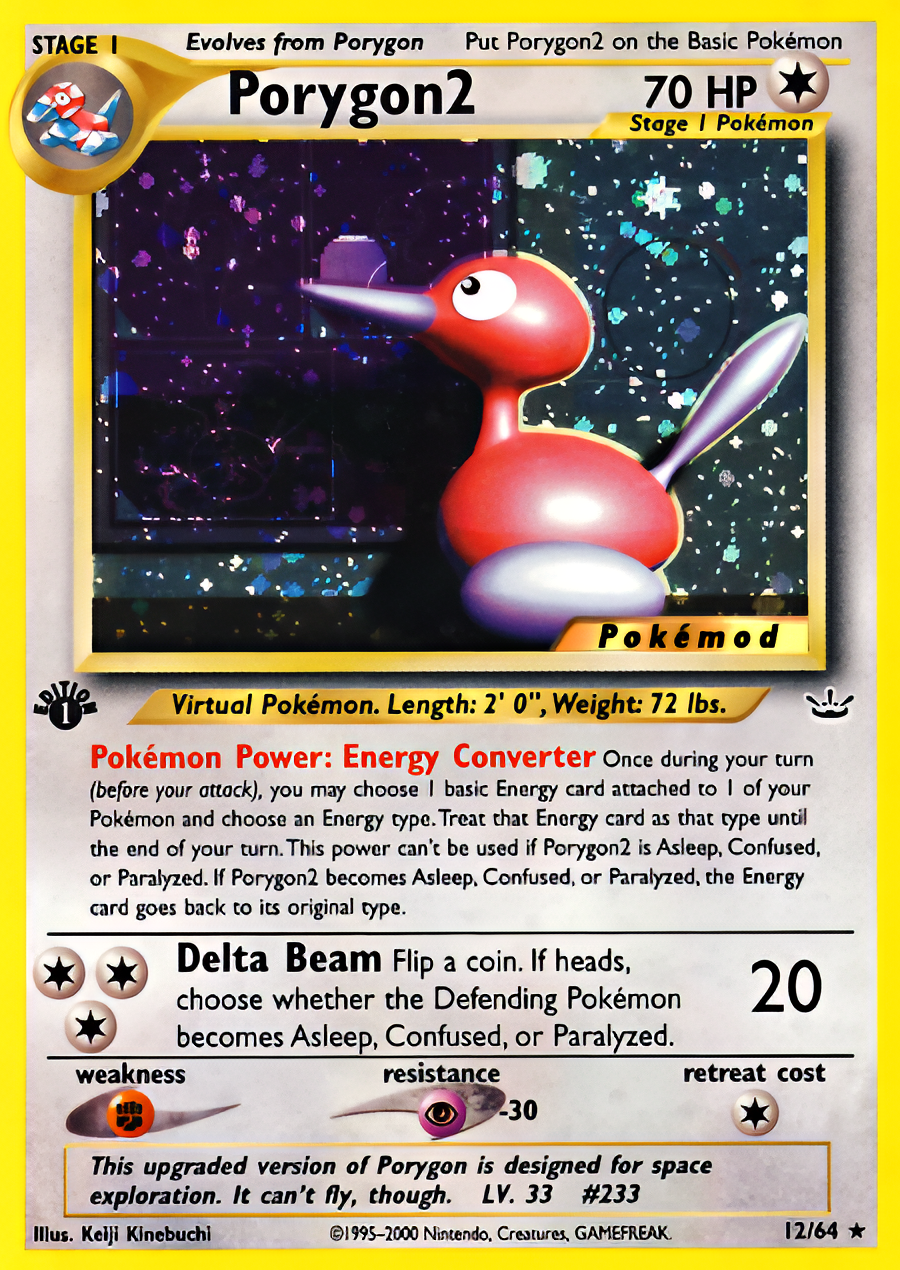 STAGE 1
Evolves from Porygon
Put Porygon2 on the Basic Pokémon
Porygon2
70 HP
Stage 1 Pokémon
Pokémod
EDITION
1
Virtual Pokémon. Length: 2' 0", Weight: 72 lbs.
Pokémon Power: Energy Converter Once during your turn
(before your attack), you may choose 1 basic Energy card attached to 1 of your
Pokémon and choose an Energy type. Treat that Energy card as that type until
the end of your turn. This power can't be used if Porygon2 is Asleep, Confused,
or Paralyzed. If Porygon2 becomes Asleep, Confused, or Paralyzed, the Energy
card goes back to its original type.
Delta Beam Flip a coin. If heads,
choose whether the Defending Pokémon
becomes Asleep, Confused, or Paralyzed.
20
weakness
resistance
retreat cost
-30
This upgraded version of Porygon is designed for space
exploration. It can't fly, though. LV. 33 #233
Illus. Keiji Kinebuchi
©1995-2000 Nintendo, Creatures, GAMEFREAK.
12/64 ★